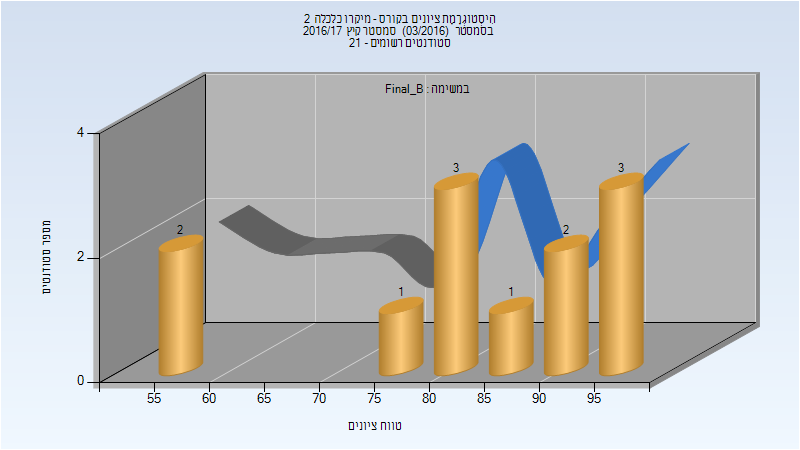 היסטוגרמת ציונים בקורס - מיקרו כלכלה 2
בסמסטר (03/2016) סמסטר קיץ 2016/17
סטודנטים רשומים - 21
במשימה : Final_B
4
2
0
מספר סטודנטים
2
1
3
1
2
3
55 60 65 70 75 80 85 90 95
טווח ציונים